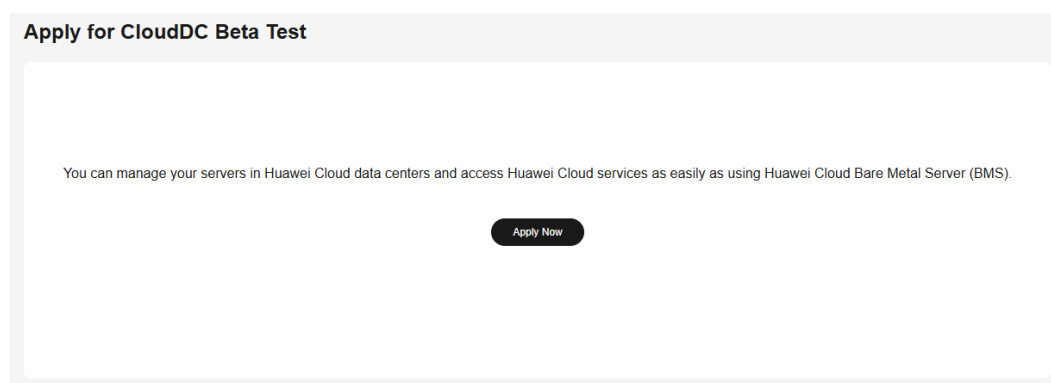 Apply for CloudDC Beta Test
You can manage your servers in Huawei Cloud data centers and access Huawei Cloud services as easily as using Huawei Cloud Bare Metal Server (BMS).
Apply Now